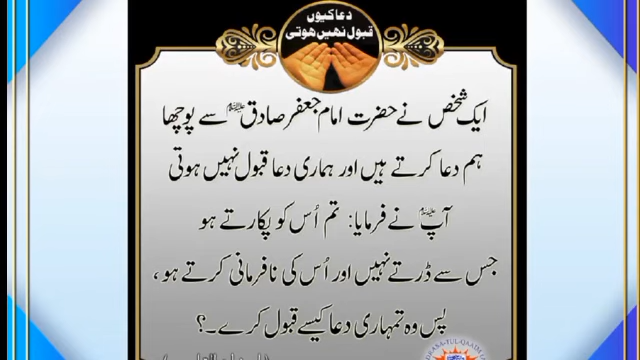 دعا کیوں
قبول نہیں ہوتی
ایک شخص نے حضرت امام جعفر صادق علیہ السلام سے پوچھا
ہم دعا کرتے ہیں اور ہماری دعا قبول نہیں ہوتی
آپؑ نے فرمایا: تم اُس کو پکارتے ہو
جس سے ڈرتے نہیں اور اُس کی نافرمانی کرتے ہو،
پس وہ تمہاری دعا کیسے قبول کرے۔؟